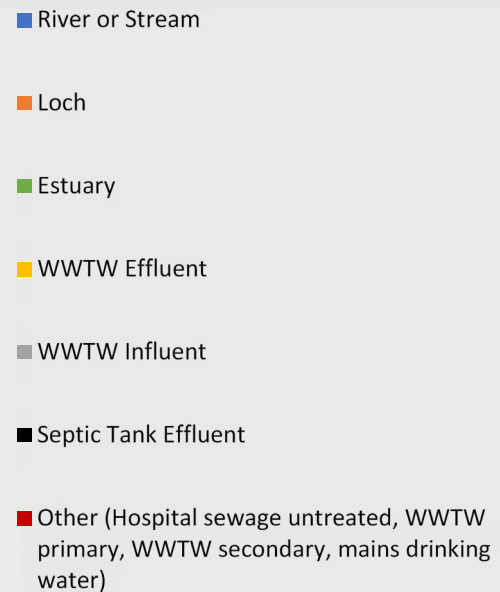 River or Stream
Loch
Estuary
WWTW Effluent
WWTW Influent
Septic Tank Effluent
Other (Hospital sewage untreated, WWTW
primary, WWTW secondary, mains drinking
water)